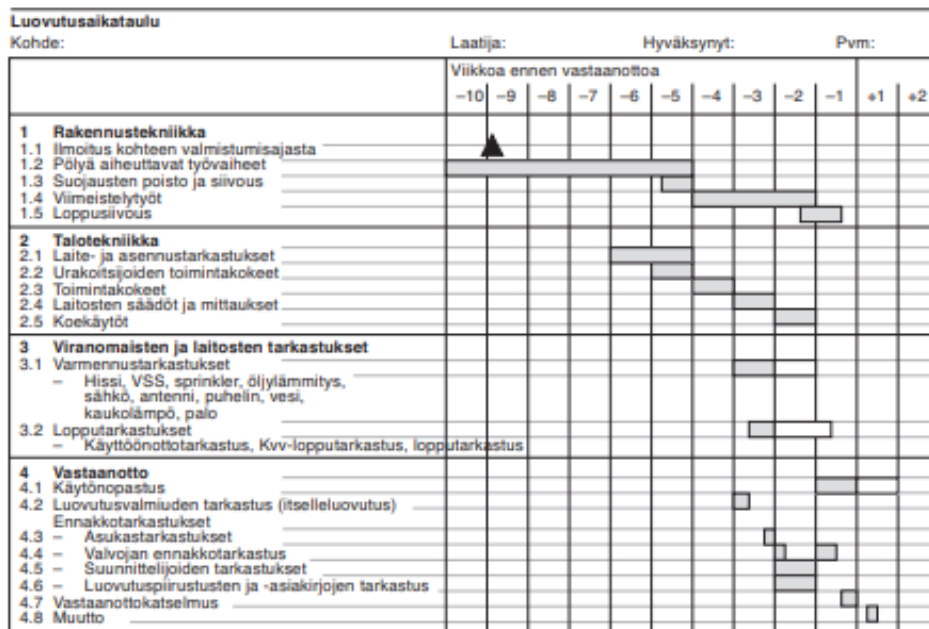 Luovutusaikataulu
Kohde: Laatija: Hyväksynyt: Pvm:
Viikkoa ennen vastaanottoa
–10 –9 –8 –7 –6 –5 –4 –3 –2 –1 +1 +2
1 Rakennustekniikka
1.1 Ilmoitus kohteen valmistumisajasta
1.2 Pölyä aiheuttavat työvaiheet
1.3 Suojausten poisto ja siivous
1.4 Viimeistelytyöt
1.5 Loppusiivous
2 Talotekniikka
2.1 Laite- ja asennustarkastukset
2.2 Urakoitsijoiden toimintakokeet
2.3 Toimintakokeet
2.4 Laitosten säädöt ja mittaukset
2.5 Koekäytöt
3 Viranomaisten ja laitosten tarkastukset
3.1 Varmennustarkastukset
– Hissi, VSS, sprinkler, öljylämmitys,
sähkö, antenni, puhelin, vesi,
kaukolämpö, palo
3.2 Lopputarkastukset
– Käyttöönottotarkastus, Kvv-lopputarkastus, lopputarkastus
4 Vastaanotto
4.1 Käytönopastus
4.2 Luovutusvalmiuden tarkastus (itselleluovutus)
Ennakkotarkastukset
4.3 – Asukastarkastukset
4.4 – Valvojan ennakkotarkastus
4.5 – Suunnittelijoiden tarkastukset
4.6 – Luovutuspiirustusten ja -asiakirjojen tarkastus
4.7 Vastaanottokatselmus
4.8 Muutto